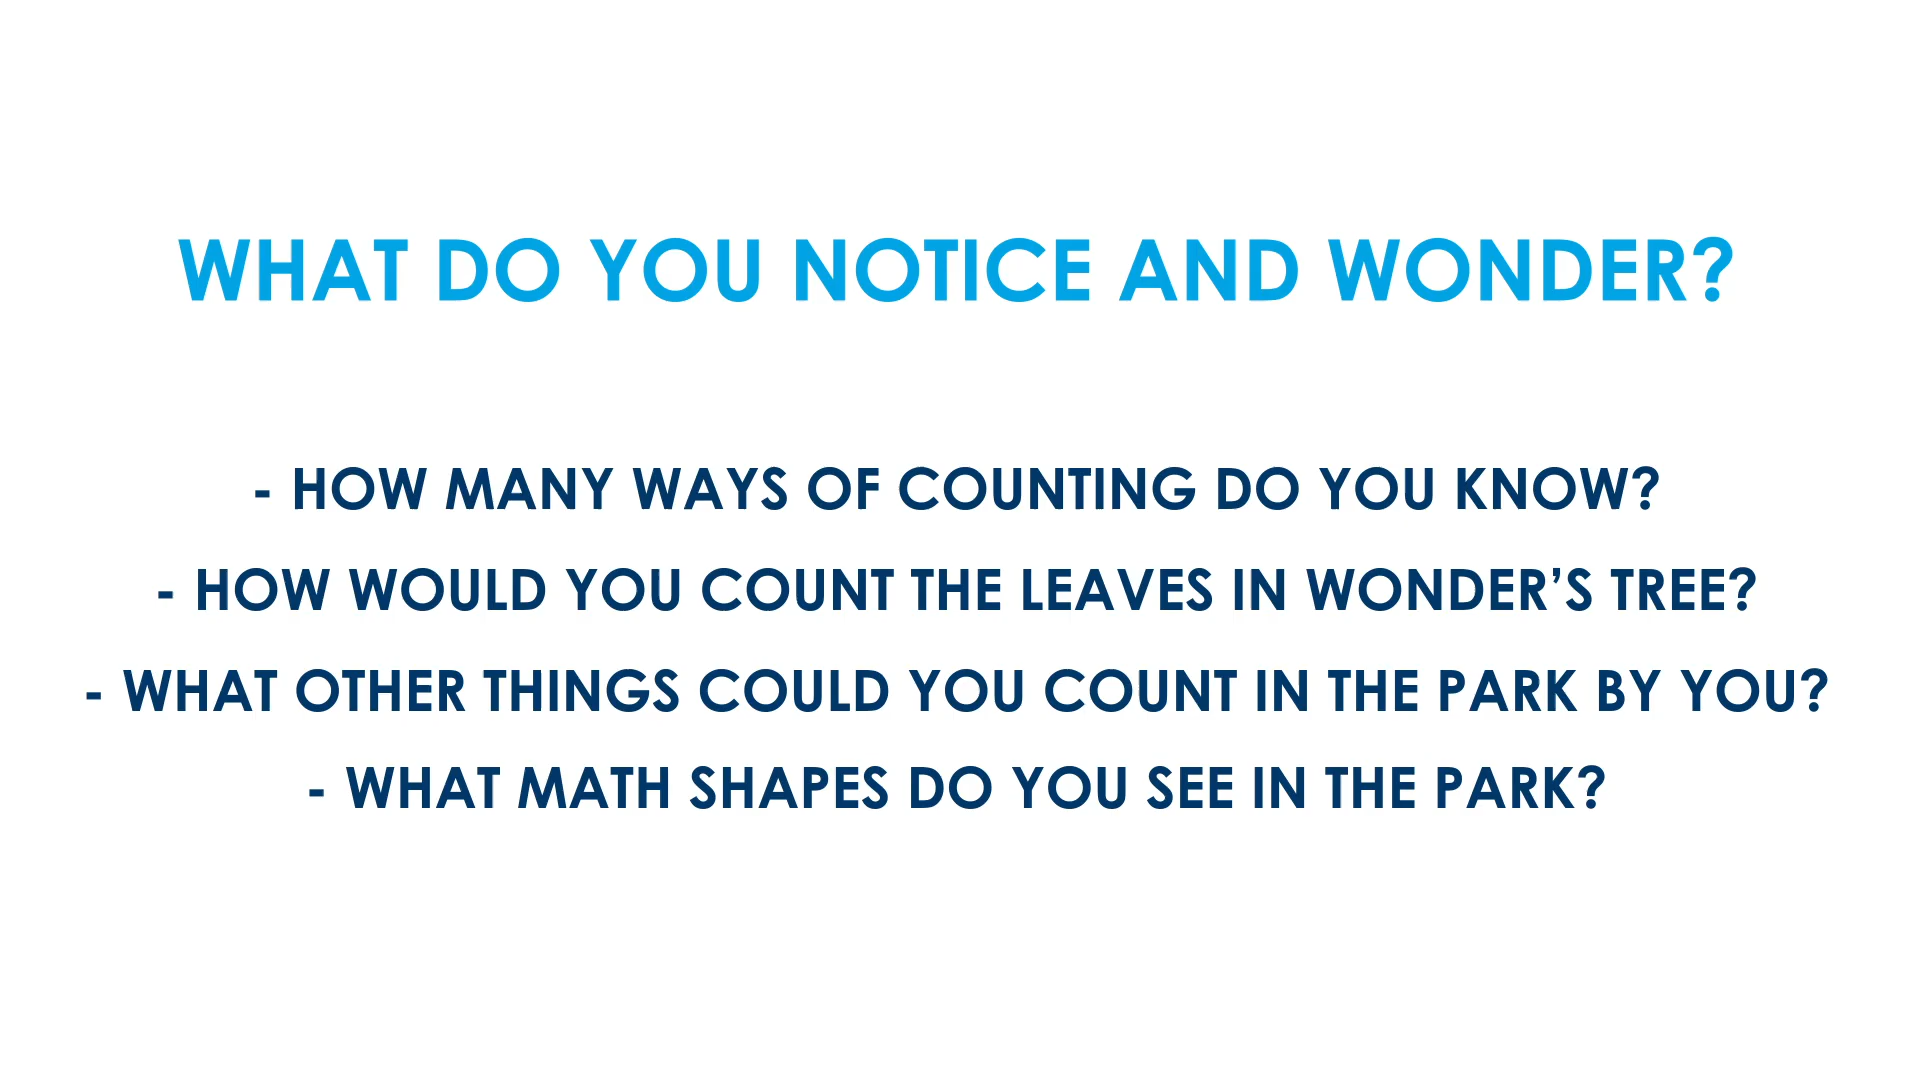 WHAT DO YOU NOTICE AND WONDER?
- HOW MANY WAYS OF COUNTING DO YOU KNOW?
- HOW WOULD YOU COUNT THE LEAVES IN WONDER’S TREE?
- WHAT OTHER THINGS COULD YOU COUNT IN THE PARK BY YOU?
- WHAT MATH SHAPES DO YOU SEE IN THE PARK?